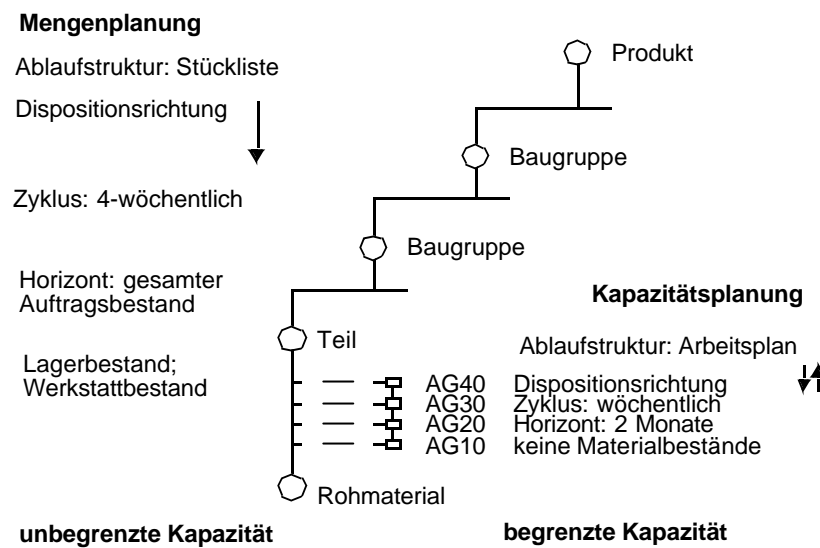 Mengenplanung
Ablaufstruktur: Stückliste
Dispositionsrichtung
Zyklus: 4-wöchentlich
Horizont: gesamter
Auftragsbestand
Lagerbestand;
Werkstattbestand
unbegrenzte Kapazität
Produkt
Baugruppe
Baugruppe
Teil
Rohmaterial
Kapazitätsplanung
Ablaufstruktur: Arbeitsplan
AG40 Dispositionsrichtung
AG30 Zyklus: wöchentlich
AG20 Horizont: 2 Monate
AG10 keine Materialbestände
begrenzte Kapazität